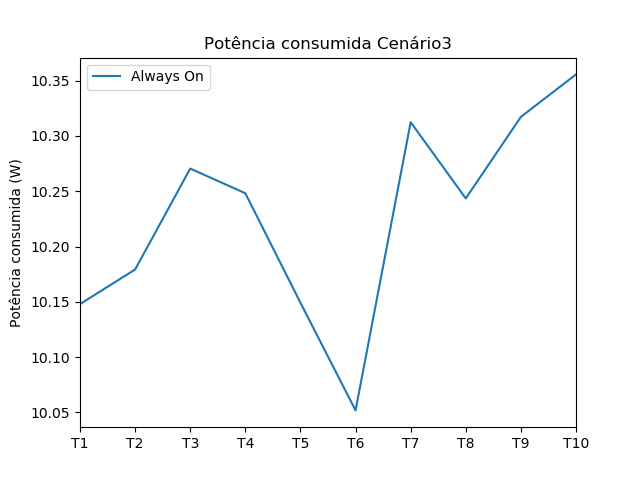 Potência consumida Cenário3
Always On
Potência consumida (W)
10.35
10.30
10.25
10.20
10.15
10.10
10.05
T1 T2 T3 T4 T5 T6 T7 T8 T9 T10